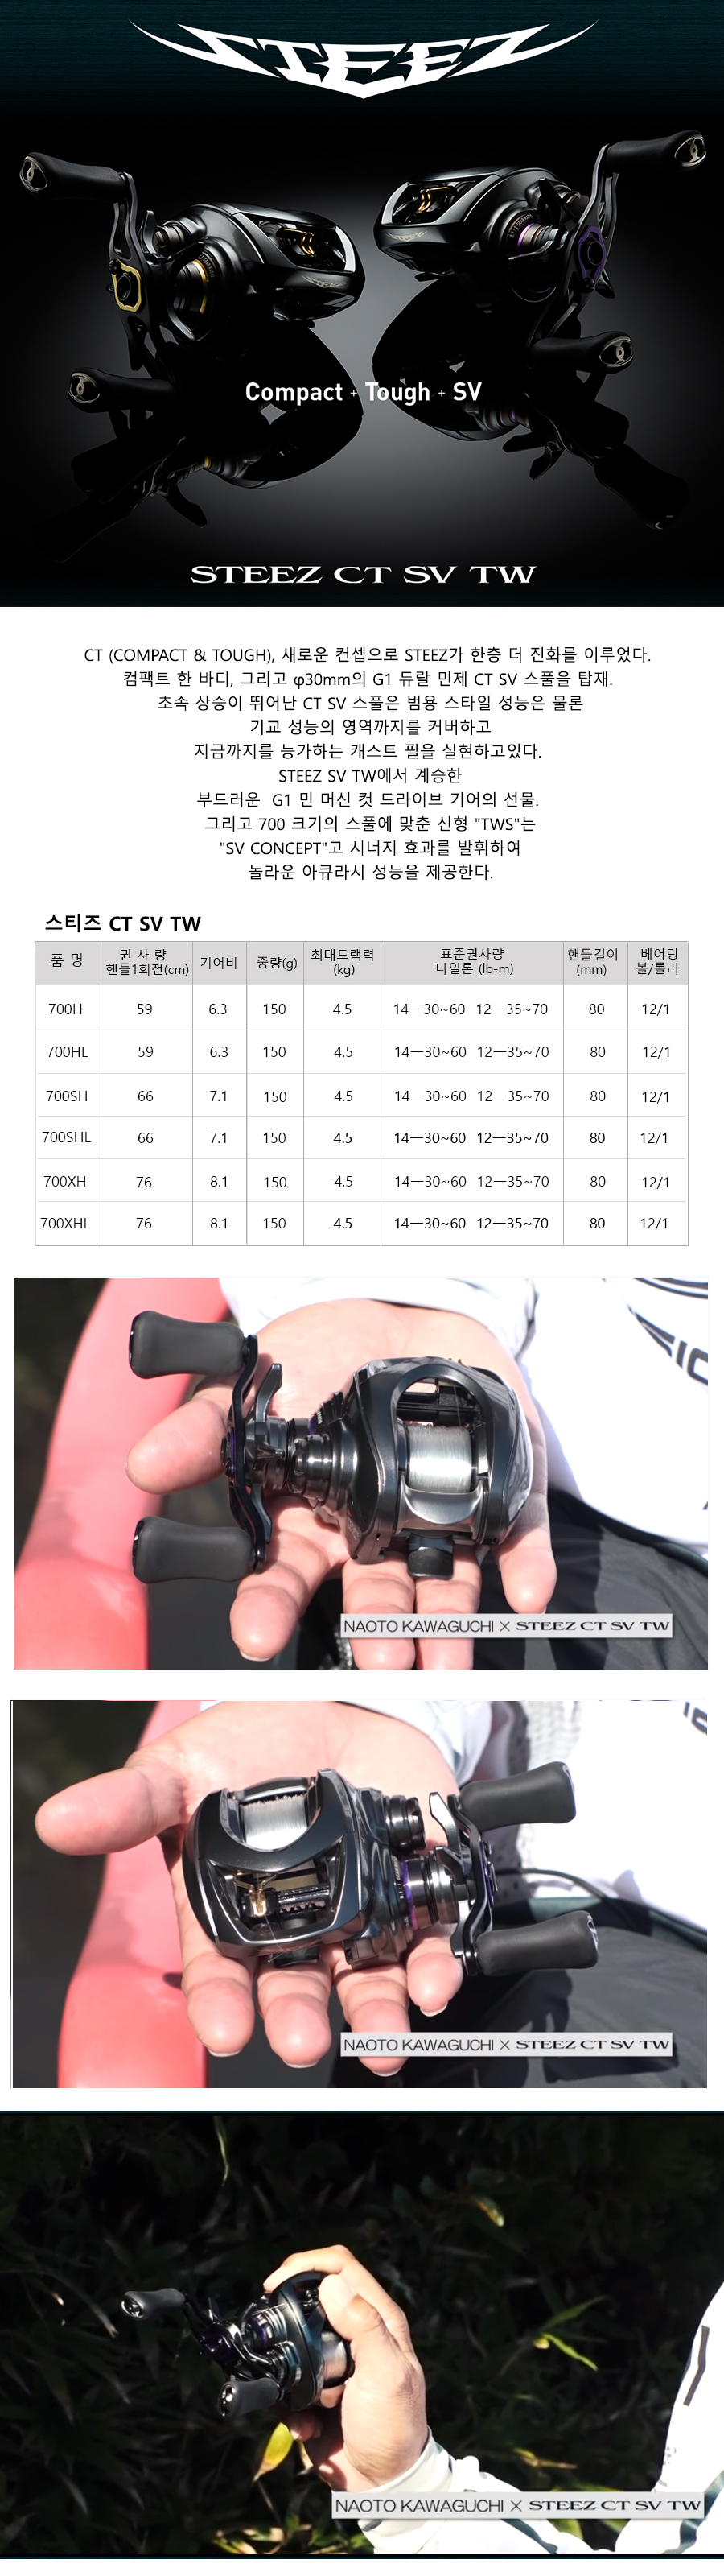 STEEZ
STEEZ
STEEZ
Compact + Tough + SV
STEEZ CT SV TW
CT (COMPACT & TOUGH), 새로운 컨셉으로 STEEZ가 한층 더 진화를 이루었다.
컴팩트 한 바디, 그리고 φ30mm의 G1 듀랄 민제 CT SV 스풀을 탑재.
초속 상승이 뛰어난 CT SV 스풀은 범용 스타일 성능은 물론
기교 성능의 영역까지를 커버하고
지금까지를 능가하는 캐스트 필을 실현하고있다.
STEEZ SV TW에서 계승한
부드러운 G1 민 머신 컷 드라이브 기어의 선물.
그리고 700 크기의 스풀에 맞춘 신형 "TWS"는
"SV CONCEPT"고 시너지 효과를 발휘하여
놀라운 아큐라시 성능을 제공한다.
스티즈 CT SV TW
품 명 권 사 량 핸들1회전(cm) 기어비 중량(g) 최대드랙력 (kg) 표준권사량 나일론 (lb-m) 핸들길이 (mm) 베어링 볼/롤러
700H 59 6.3 150 4.5 14—30~60 12—35~70 80 12/1
700HL 59 6.3 150 4.5 14—30~60 12—35~70 80 12/1
700SH 66 7.1 150 4.5 14—30~60 12—35~70 80 12/1
700SHL 66 7.1 150 4.5 14—30~60 12—35~70 80 12/1
700XH 76 8.1 150 4.5 14—30~60 12—35~70 80 12/1
700XHL 76 8.1 150 4.5 14—30~60 12—35~70 80 12/1
NAOTO KAWAGUCHI × STEEZ CT SV TW
NAOTO KAWAGUCHI × STEEZ CT SV TW
NAOTO KAWAGUCHI × STEEZ CT SV TW